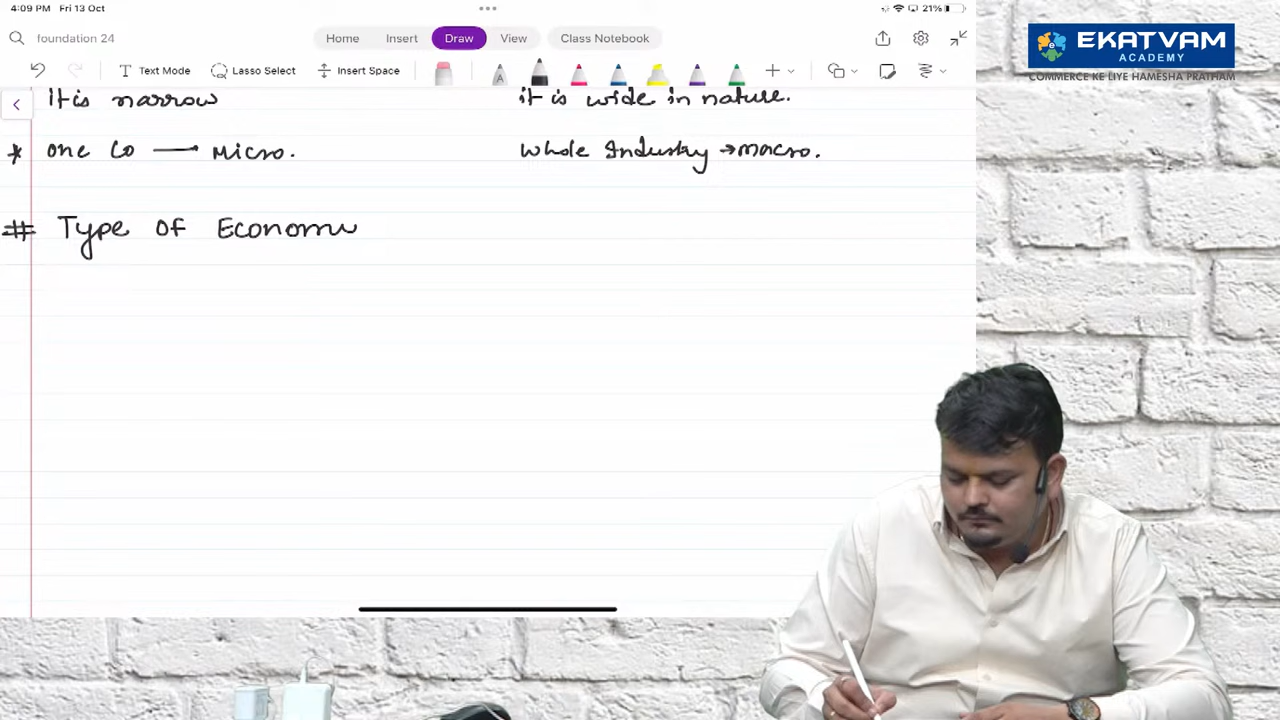 4:09 PM Fri 13 Oct
21%
foundation 24
Home Insert Draw View Class Notebook
Text Mode Lasso Select Insert Space
It is narrow
it is wide in nature.
* one Co → Micro.
whole Industry → macro.
# Type of Economy
EKATVAM
ACADEMY
COMMERCE KE LIYE HAMESHA PRATHAM